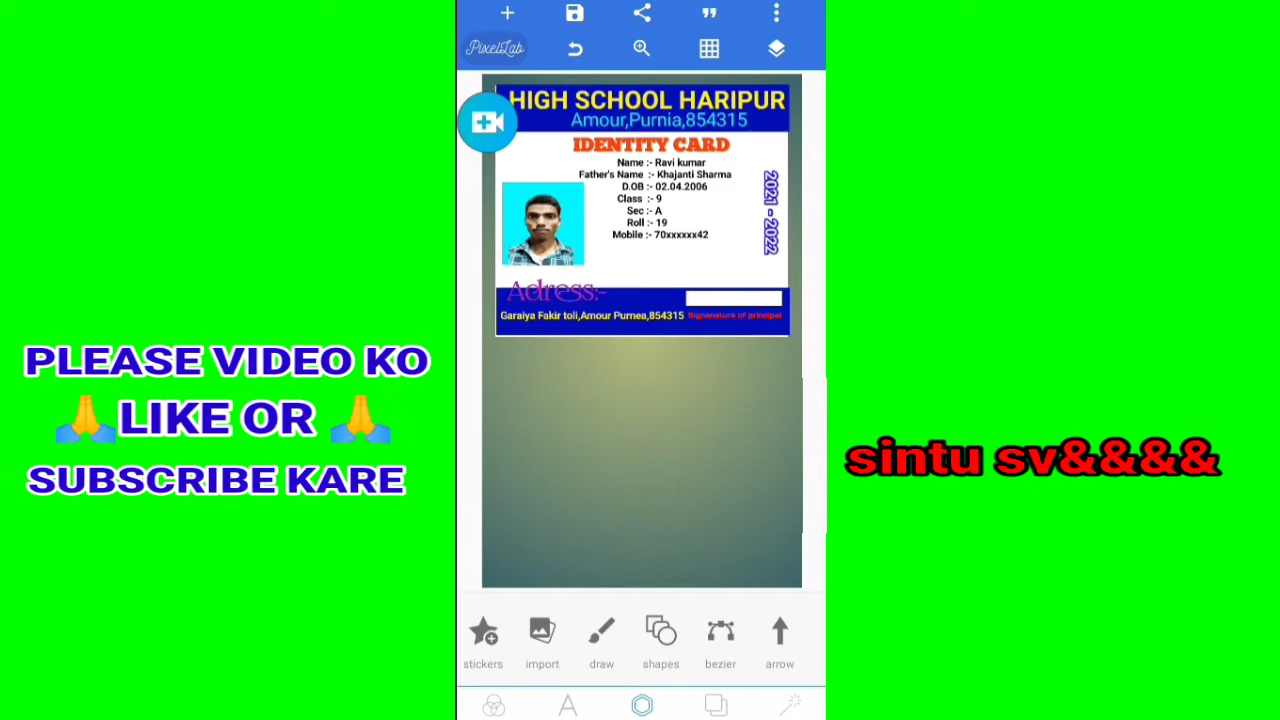 PixelLab
HIGH SCHOOL HARIPUR
Amour,Purnia,854315
IDENTITY CARD
Name :- Ravi kumar
Father's Name :- Khajanti Sharma
D.OB :- 02.04.2006
Class :- 9
Sec :- A
Roll :- 19
Mobile :- 70xxxxxx42
2021 - 2022
Adress:-
Garaiya Fakir toli,Amour Purnea,854315
Signanature of principal
PLEASE VIDEO KO
🙏LIKE OR 🙏
SUBSCRIBE KARE
sintu sv&&&&
stickers
import
draw
shapes
bezier
arrow